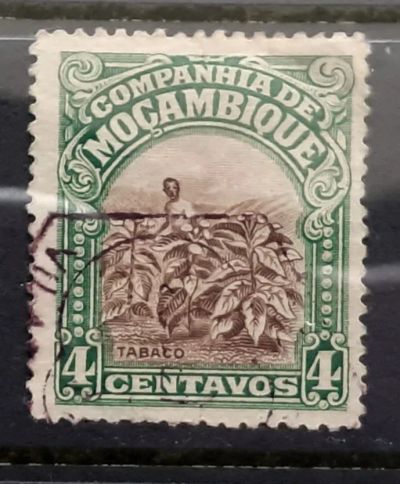 COMPANHIA DE
MOÇAMBIQUE
TABACO
4 CENTAVOS 4